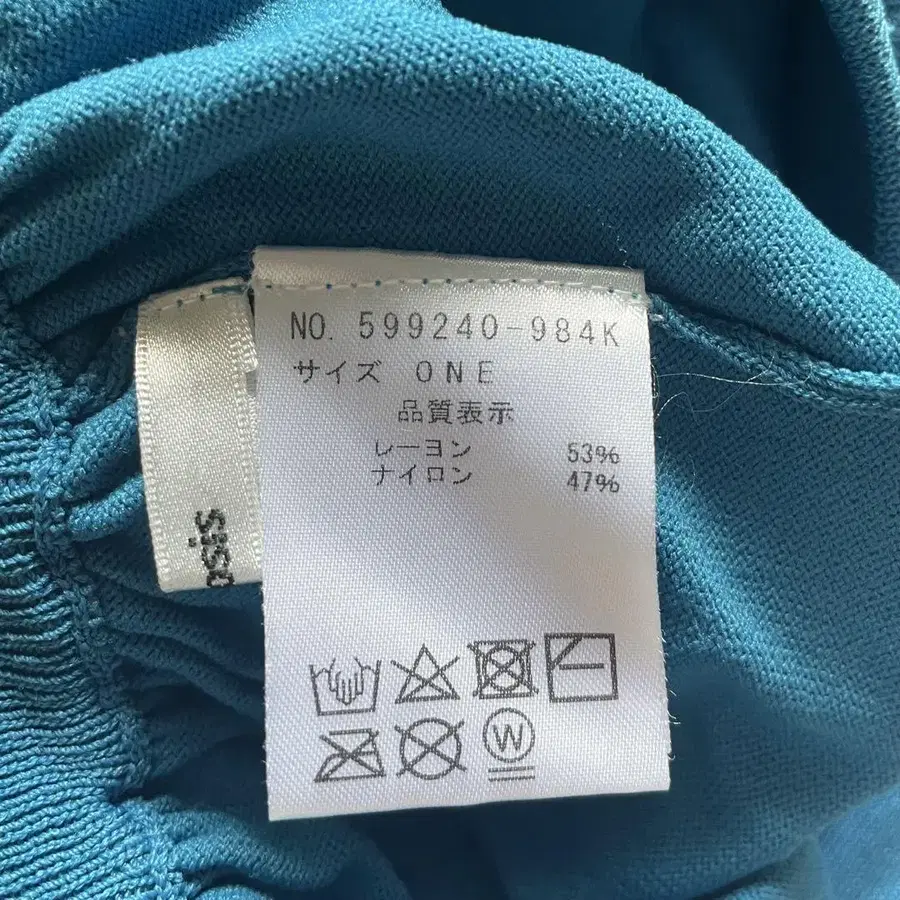 NO. 599240-984K
サイズ ONE
品質表示
レーヨン 53%
ナイロン 47%
W